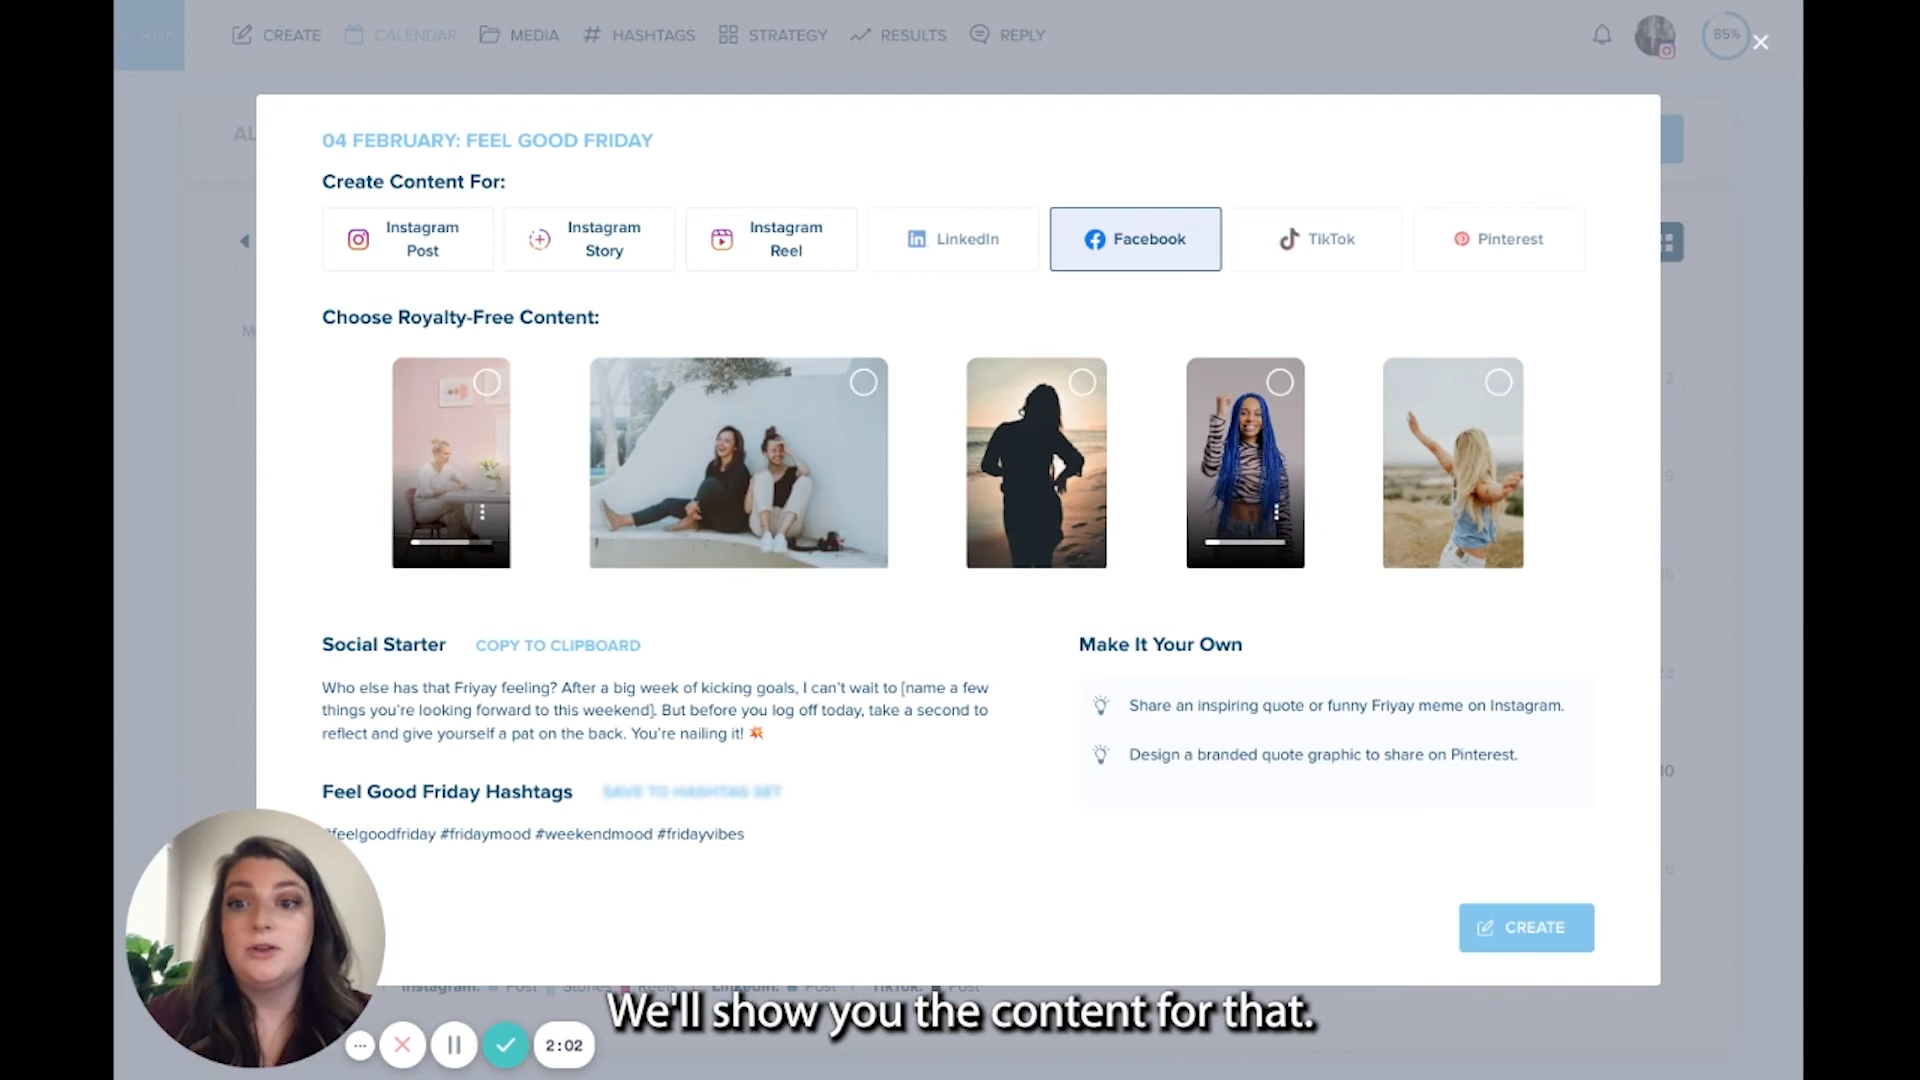 CREATE CALENDAR MEDIA # HASHTAGS STRATEGY RESULTS REPLY 85%
04 FEBRUARY: FEEL GOOD FRIDAY
Create Content For:
Instagram Post
Instagram Story
Instagram Reel
LinkedIn
Facebook
TikTok
Pinterest
Choose Royalty-Free Content:
Social Starter COPY TO CLIPBOARD
Who else has that Friyay feeling? After a big week of kicking goals, I can't wait to [name a few
things you're looking forward to this weekend]. But before you log off today, take a second to
reflect and give yourself a pat on the back. You're nailing it! 💥
Make It Your Own
Share an inspiring quote or funny Friyay meme on Instagram.
Design a branded quote graphic to share on Pinterest.
Feel Good Friday Hashtags SAVE TO HASHTAG SET
#feelgoodfriday #fridaymood #weekendmood #fridayvibes
CREATE
We'll show you the content for that.
2:02